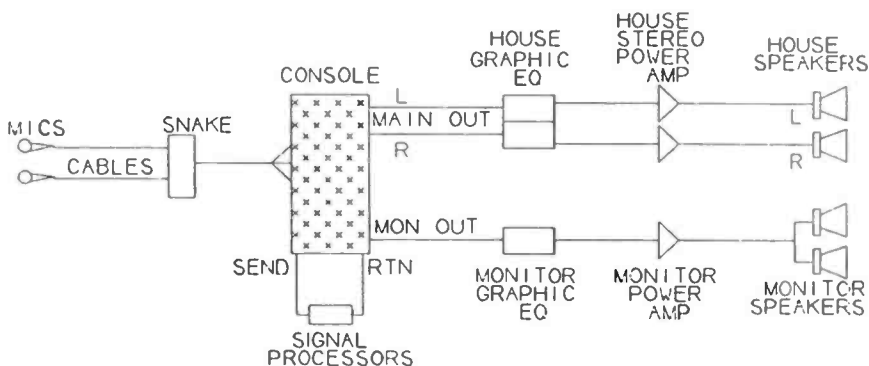 MICS
CABLES
SNAKE
CONSOLE
L
MAIN OUT
R
MON OUT
SEND
RTN
SIGNAL
PROCESSORS
HOUSE
GRAPHIC
EQ
MONITOR
GRAPHIC
EQ
HOUSE
STEREO
POWER
AMP
MONITOR
POWER
AMP
HOUSE
SPEAKERS
L
R
MONITOR
SPEAKERS